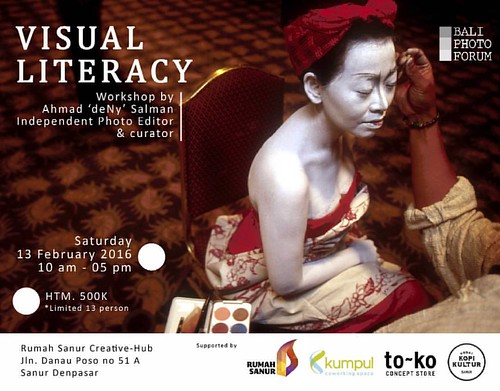 VISUAL
LITERACY
Workshop by
Ahmad ‘deNy’ Salman
Independent Photo Editor
& curator
BALI
PHOTO
FORUM
Saturday
13 February 2016
10 am - 05 pm
HTM. 500K
*Limited 13 person
Rumah Sanur Creative-Hub
Jln. Danau Poso no 51 A
Sanur Denpasar
Supported by
RUMAH
SANUR
kumpul
coworking space
to-ko
CONCEPT STORE
KOPI
KULTUR